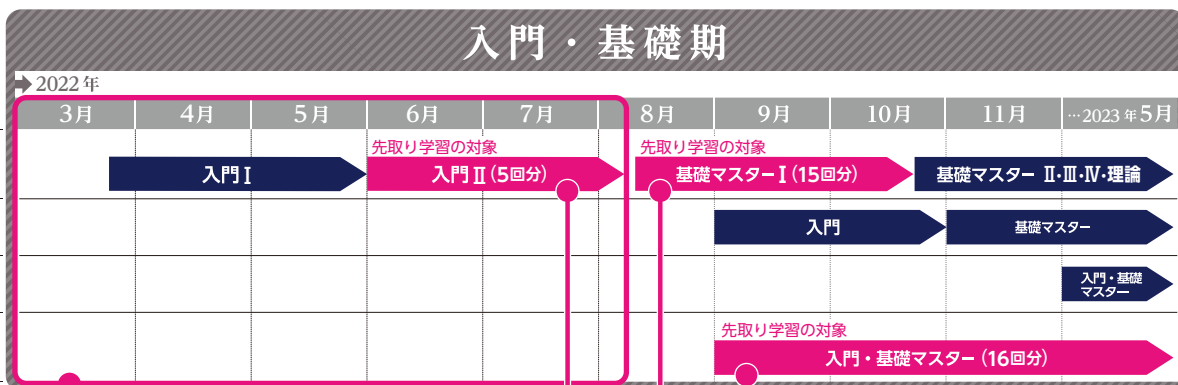 入門・基礎期
2022年
3月 4月 5月 6月 7月 8月 9月 10月 11月 …2023年5月
先取り学習の対象 先取り学習の対象
入門Ⅰ 入門Ⅱ(5回分) 基礎マスターⅠ(15回分) 基礎マスター Ⅱ・Ⅲ・Ⅳ・理論
入門 基礎マスター
入門・基礎
マスター
先取り学習の対象
入門・基礎マスター(16回分)